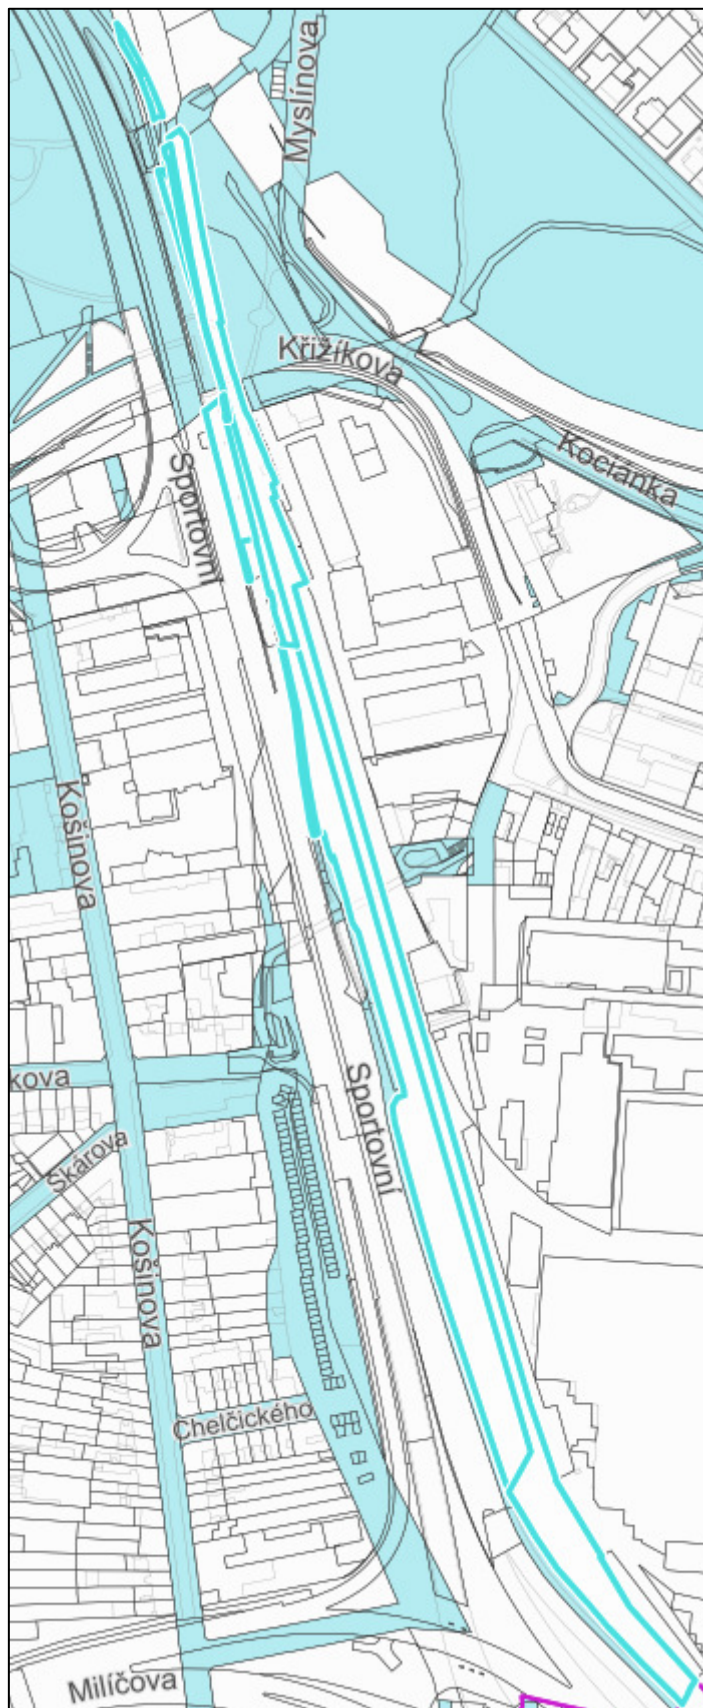 Myslínova
Křižíkova
Kociánka
Sportovní
Košinova
kova
Sportovní
Škárova
Košinova
Chelčického
Milíčova